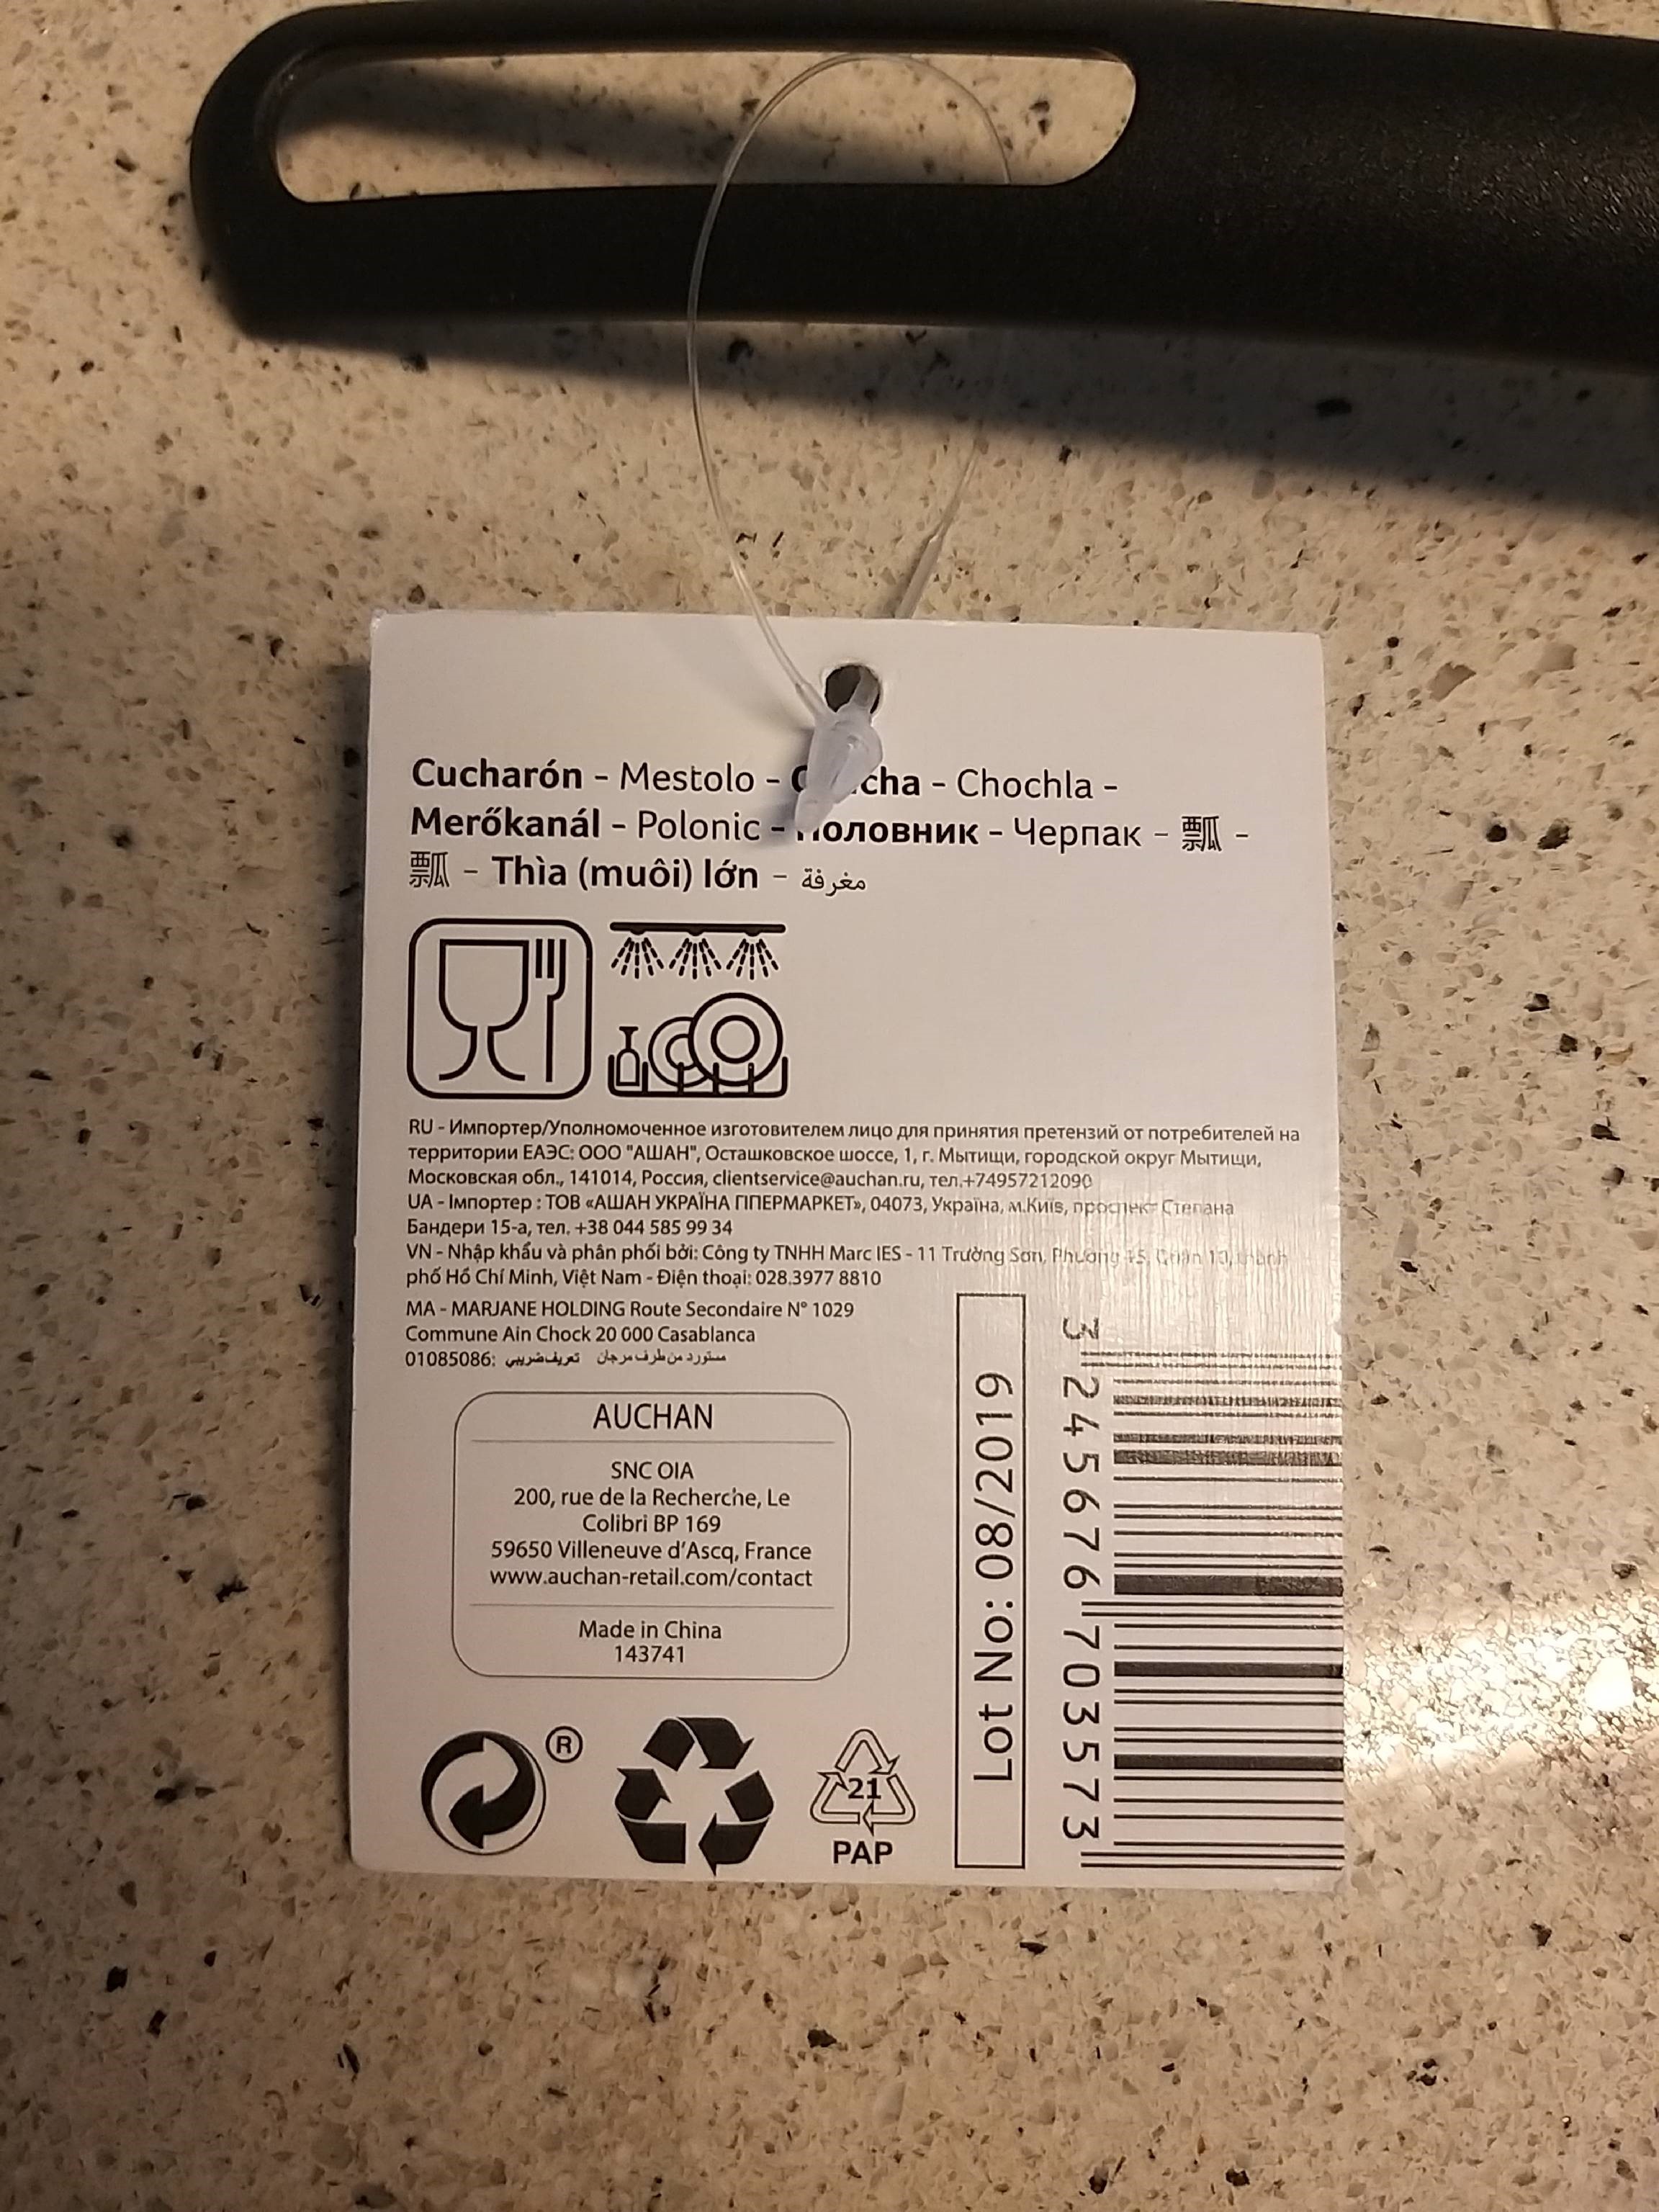 Cucharón - Mestolo - - Chochla -
Merőkanál - Polonic - Половник - Черпак - 瓢 -
瓢 - Thìa (muôi) lớn - مغرفة
RU - Импортер/Уполномоченное изготовителем лицо для принятия претензий от потребителей на
территории ЕАЭС: ООО "АШАН", Осташковское шоссе, 1, г. Мытищи, городской округ Мытищи,
Московская обл., 141014, Россия, clientservice@auchan.ru, тел.+74957212090
UA - Імпортер : ТОВ «АШАН УКРАЇНА ГІПЕРМАРКЕТ», 04073, Україна, м.Київ, проспект Степана
Бандери 15-а, тел. +38 044 585 99 34
VN - Nhập khẩu và phân phối bởi: Công ty TNHH Marc IES - 11 Trường Sơn, Phường 15, Quận 10, thành
phố Hồ Chí Minh, Việt Nam - Điện thoại: 028.3977 8810
MA - MARJANE HOLDING Route Secondaire N° 1029
Commune Ain Chock 20 000 Casablanca
مستورد من طرف مرجان تعريف ضريبي :01085086
AUCHAN
SNC OIA
200, rue de la Recherche, Le
Colibri BP 169
59650 Villeneuve d'Ascq, France
www.auchan-retail.com/contact
Made in China
143741
®
21
PAP
Lot No: 08/2019
3 245676 703573